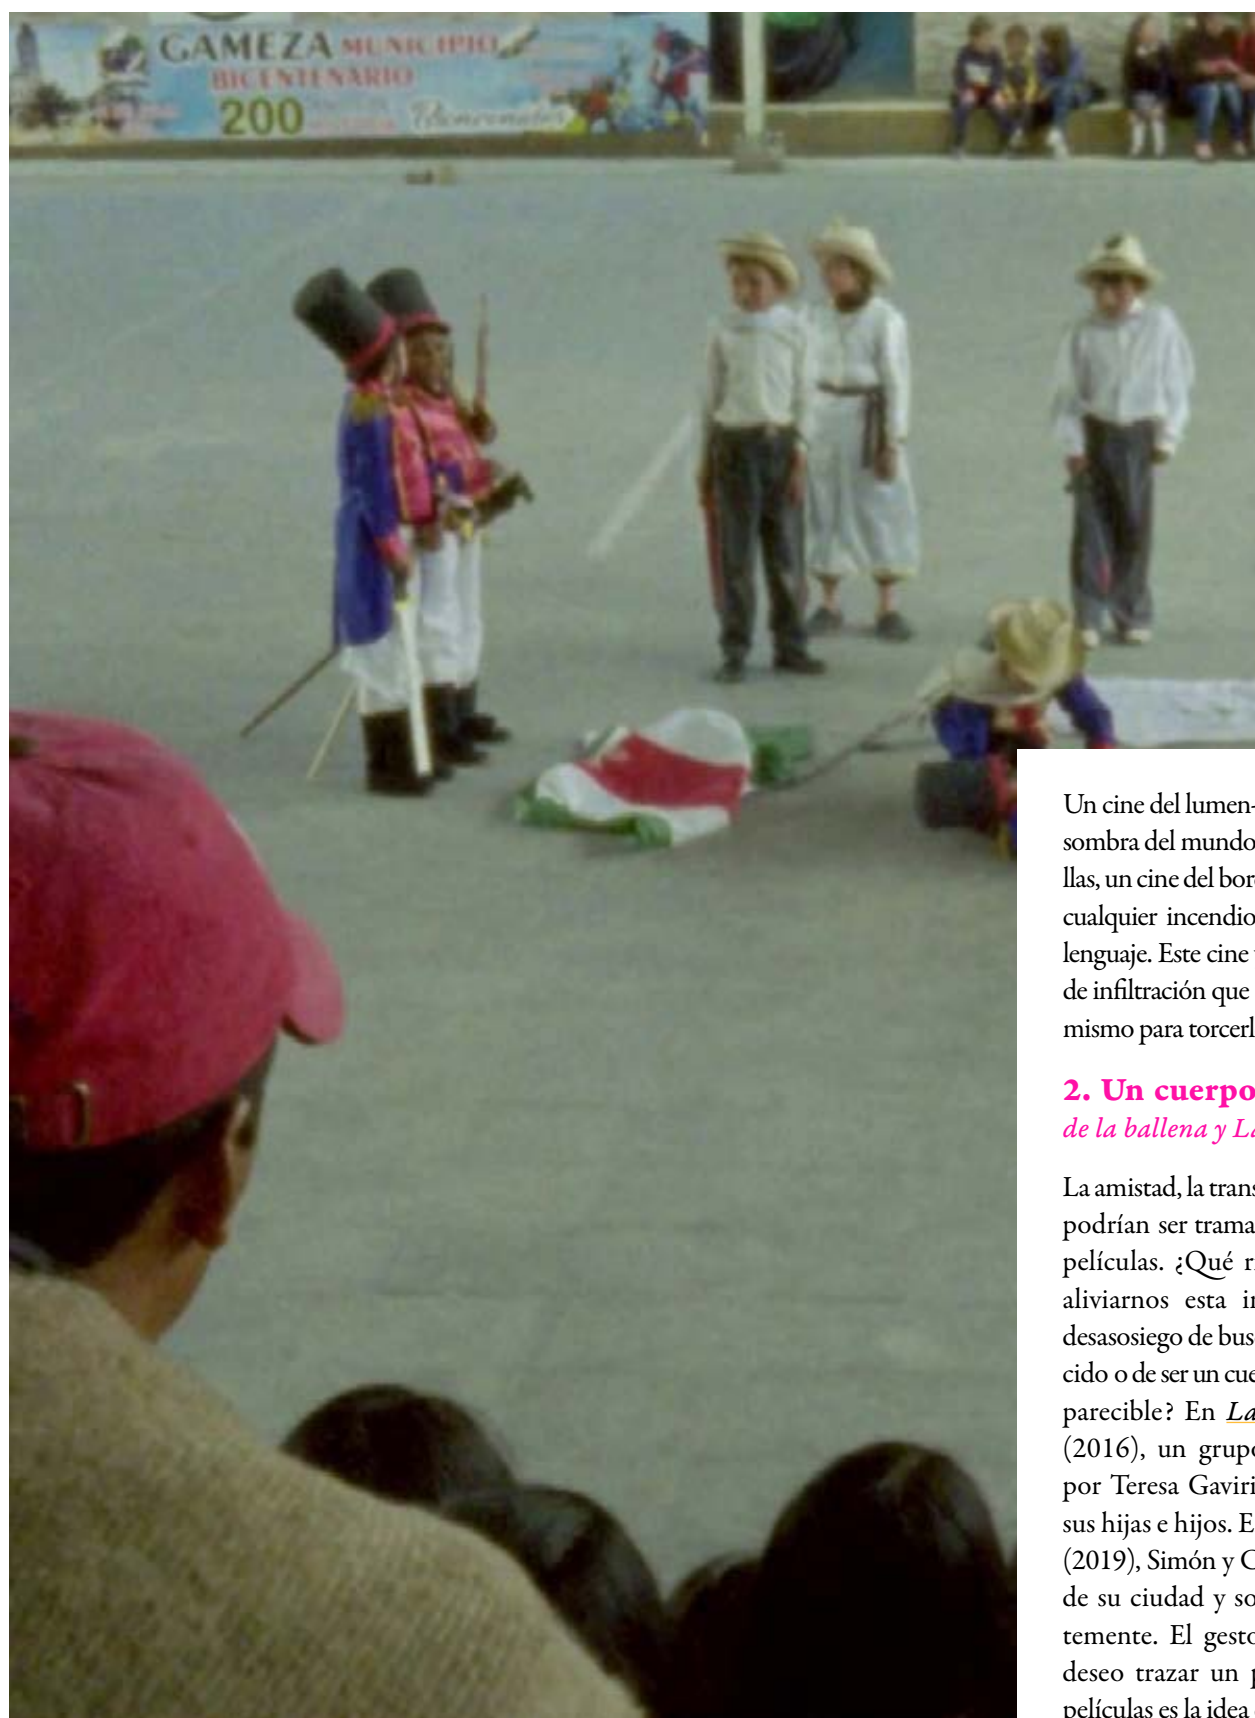 GAMEZA MUNICIPIO
BICENTENARIO
200
Bienvenidos
Un cine del lumen-
sombra del mundo
llas, un cine del bor
cualquier incendio
lenguaje. Este cine
de infiltración que
mismo para torcerl
2. Un cuerpo
de la ballena y La
La amistad, la trans
podrían ser trama
películas. ¿Qué r
aliviarnos esta i
desasosiego de bus
cido o de ser un cue
parecible? En La
(2016), un grupo
por Teresa Gaviri
sus hijas e hijos. E
(2019), Simón y C
de su ciudad y so
temente. El gesto
deseo trazar un p
películas es la idea